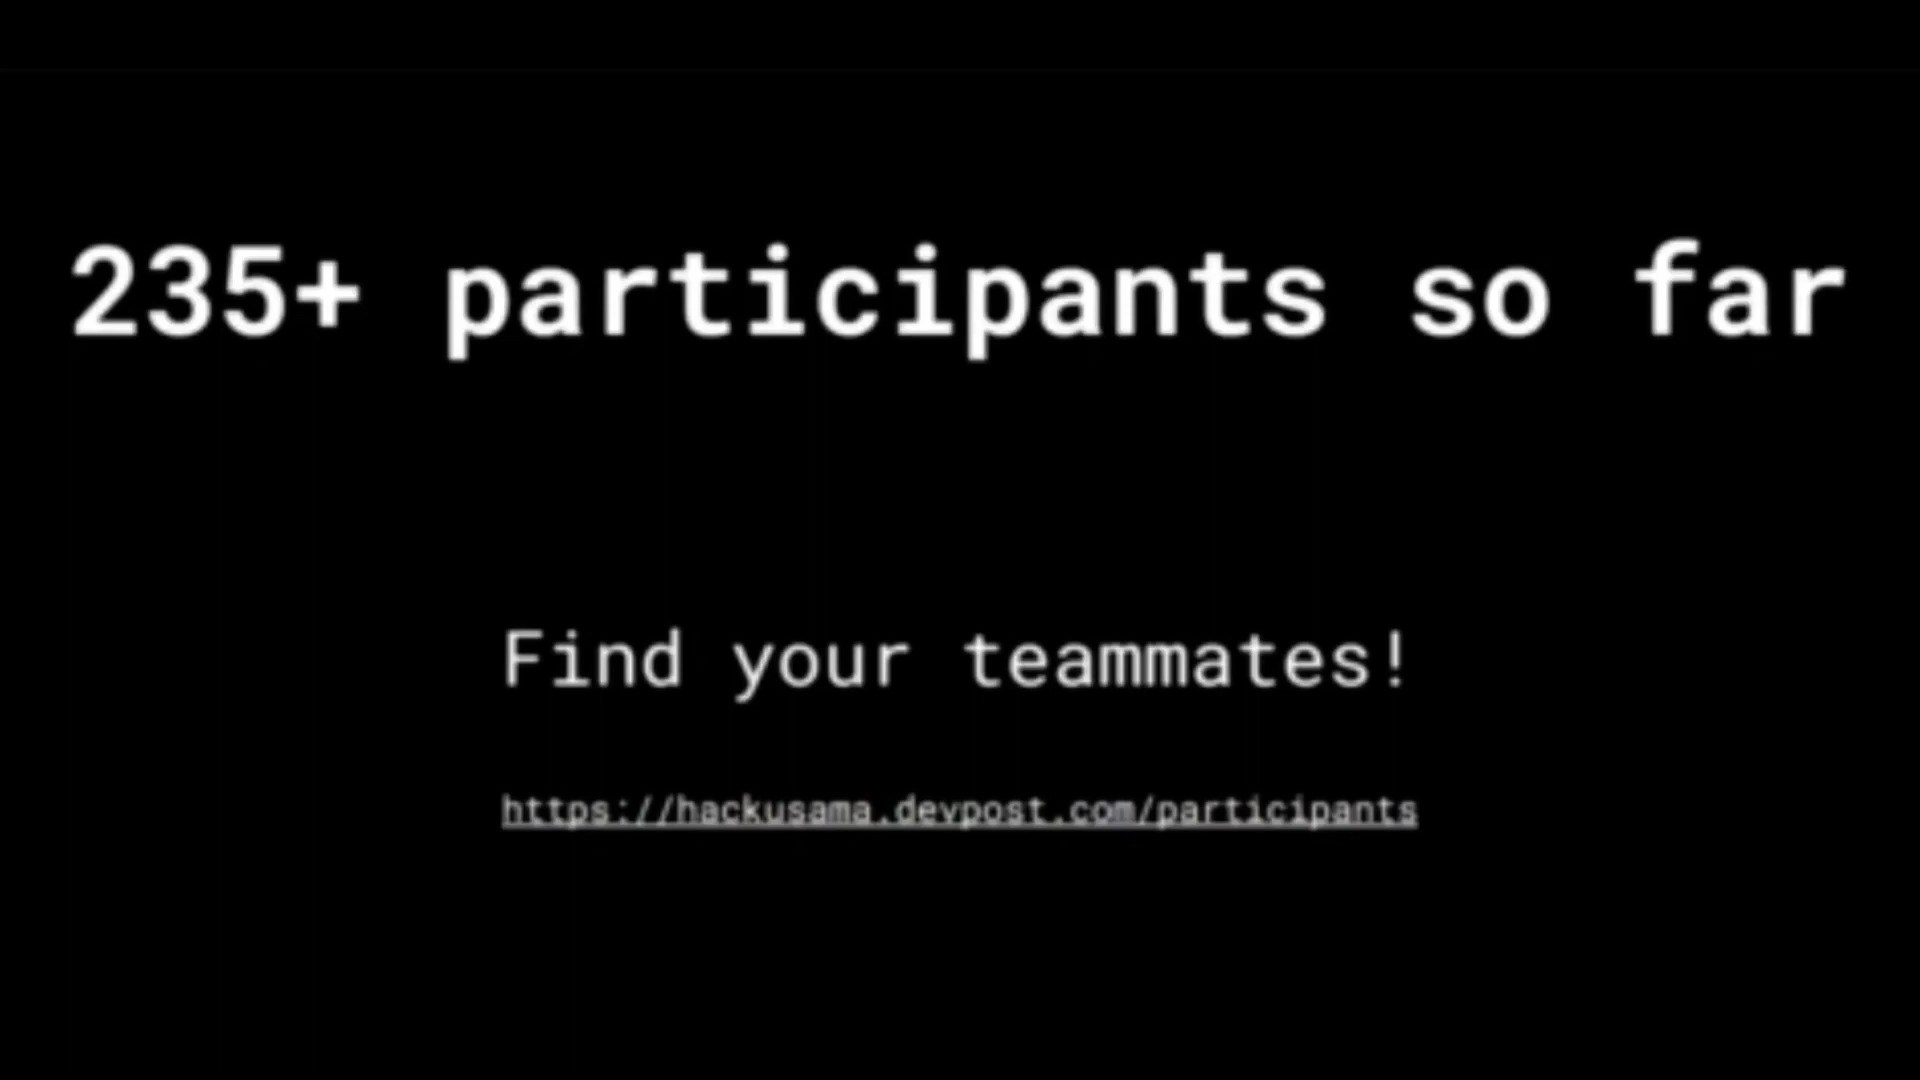 235+ participants so far
Find your teammates!
https://hackusama.devpost.com/participants